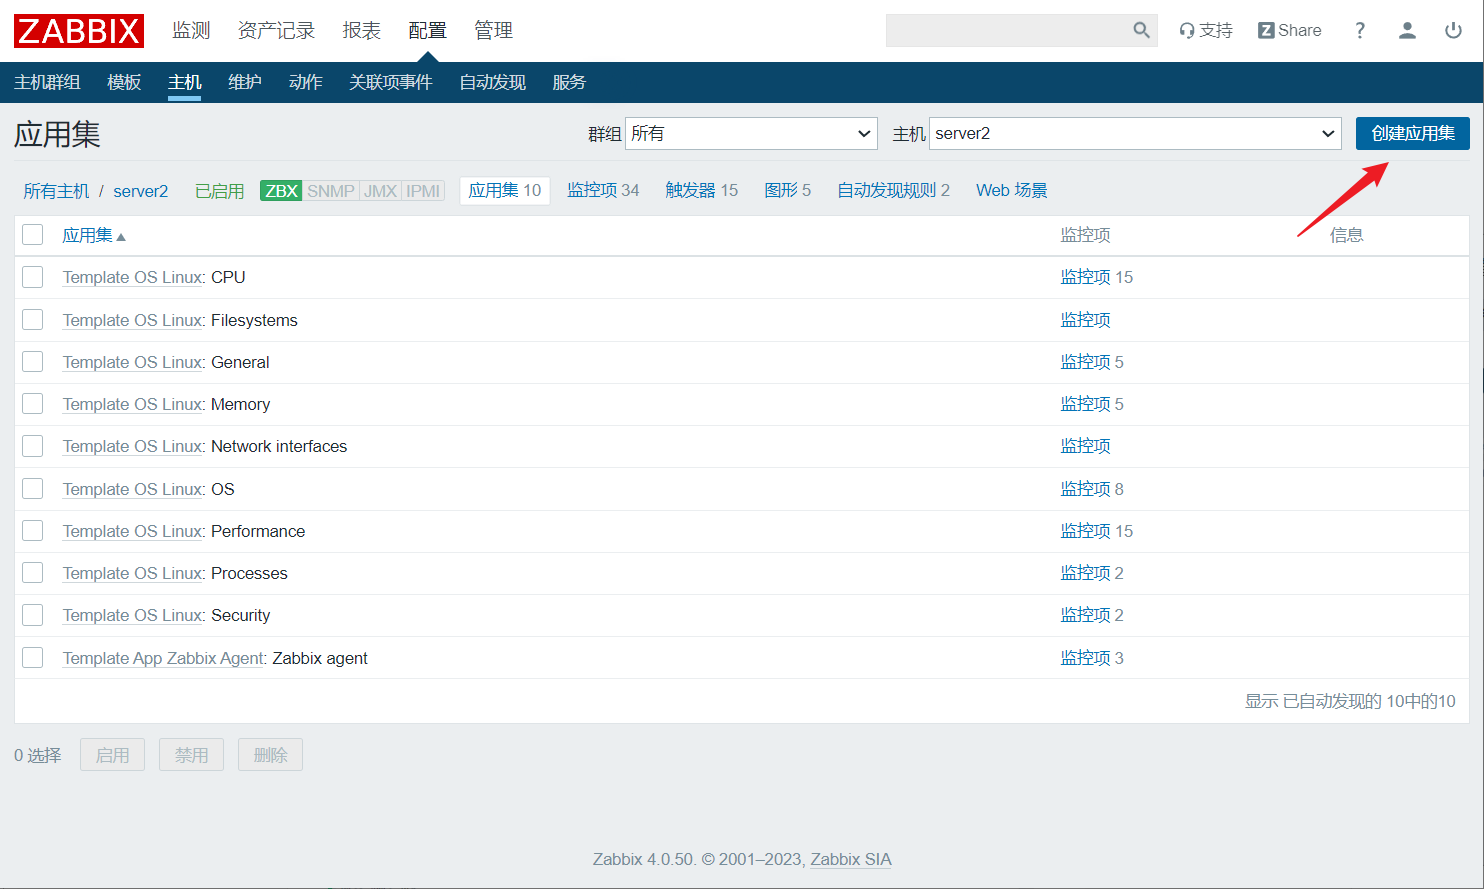 ZABBIX 监测 资产记录 报表 配置 管理 支持 Z Share ?
主机群组 模板 主机 维护 动作 关联项事件 自动发现 服务
应用集 群组 所有 主机 server2 创建应用集
所有主机 / server2 已启用 ZBX SNMP JMX IPMI 应用集 10 监控项 34 触发器 15 图形 5 自动发现规则 2 Web 场景
应用集▲ 监控项 信息
Template OS Linux: CPU 监控项 15
Template OS Linux: Filesystems 监控项
Template OS Linux: General 监控项 5
Template OS Linux: Memory 监控项 5
Template OS Linux: Network interfaces 监控项
Template OS Linux: OS 监控项 8
Template OS Linux: Performance 监控项 15
Template OS Linux: Processes 监控项 2
Template OS Linux: Security 监控项 2
Template App Zabbix Agent: Zabbix agent 监控项 3
显示 已自动发现的 10中的10
0 选择 启用 禁用 删除
Zabbix 4.0.50. © 2001–2023, Zabbix SIA